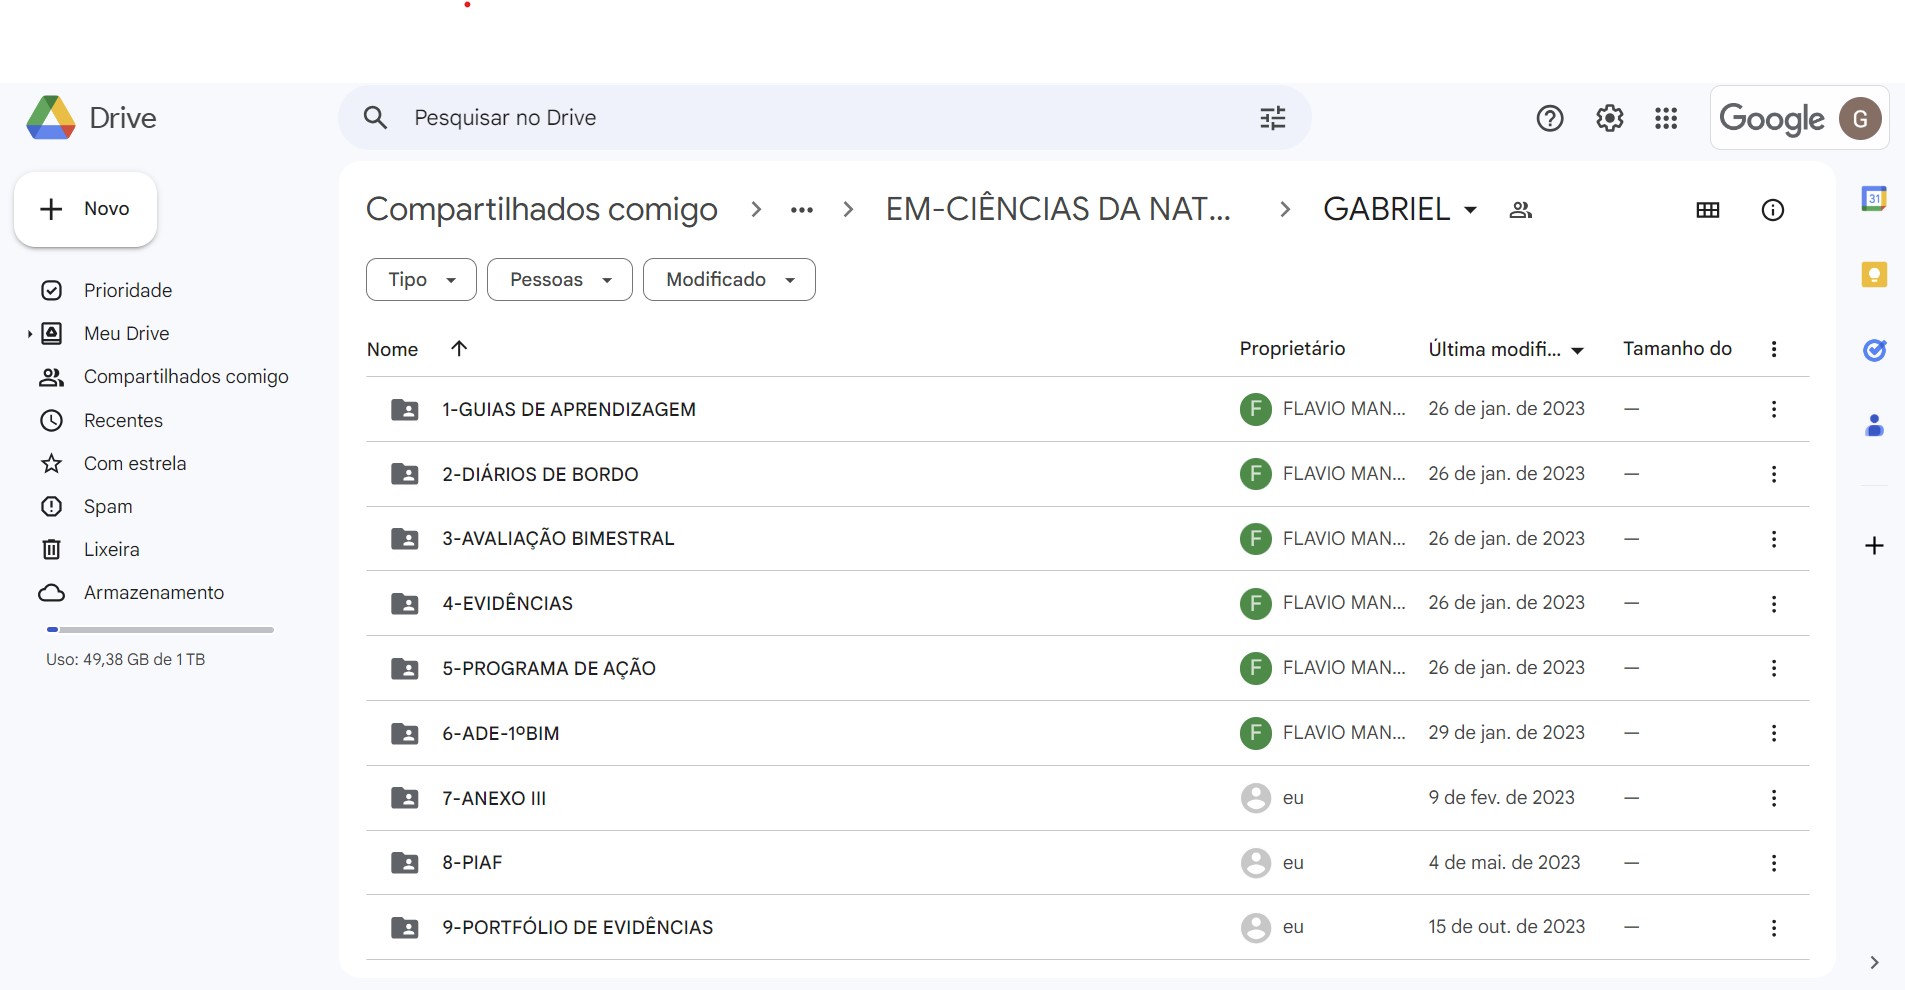 Drive
Pesquisar no Drive
Google G
Novo
Compartilhados comigo ... EM-CIÊNCIAS DA NAT... GABRIEL
31
Tipo Pessoas Modificado
Prioridade
Meu Drive
Compartilhados comigo
Recentes
Com estrela
Spam
Lixeira
Armazenamento
Uso: 49,38 GB de 1 TB
Nome Proprietário Última modifi... Tamanho do
1-GUIAS DE APRENDIZAGEM F FLAVIO MAN... 26 de jan. de 2023 —
2-DIÁRIOS DE BORDO F FLAVIO MAN... 26 de jan. de 2023 —
3-AVALIAÇÃO BIMESTRAL F FLAVIO MAN... 26 de jan. de 2023 —
4-EVIDÊNCIAS F FLAVIO MAN... 26 de jan. de 2023 —
5-PROGRAMA DE AÇÃO F FLAVIO MAN... 26 de jan. de 2023 —
6-ADE-1ºBIM F FLAVIO MAN... 29 de jan. de 2023 —
7-ANEXO III eu 9 de fev. de 2023 —
8-PIAF eu 4 de mai. de 2023 —
9-PORTFÓLIO DE EVIDÊNCIAS eu 15 de out. de 2023 —